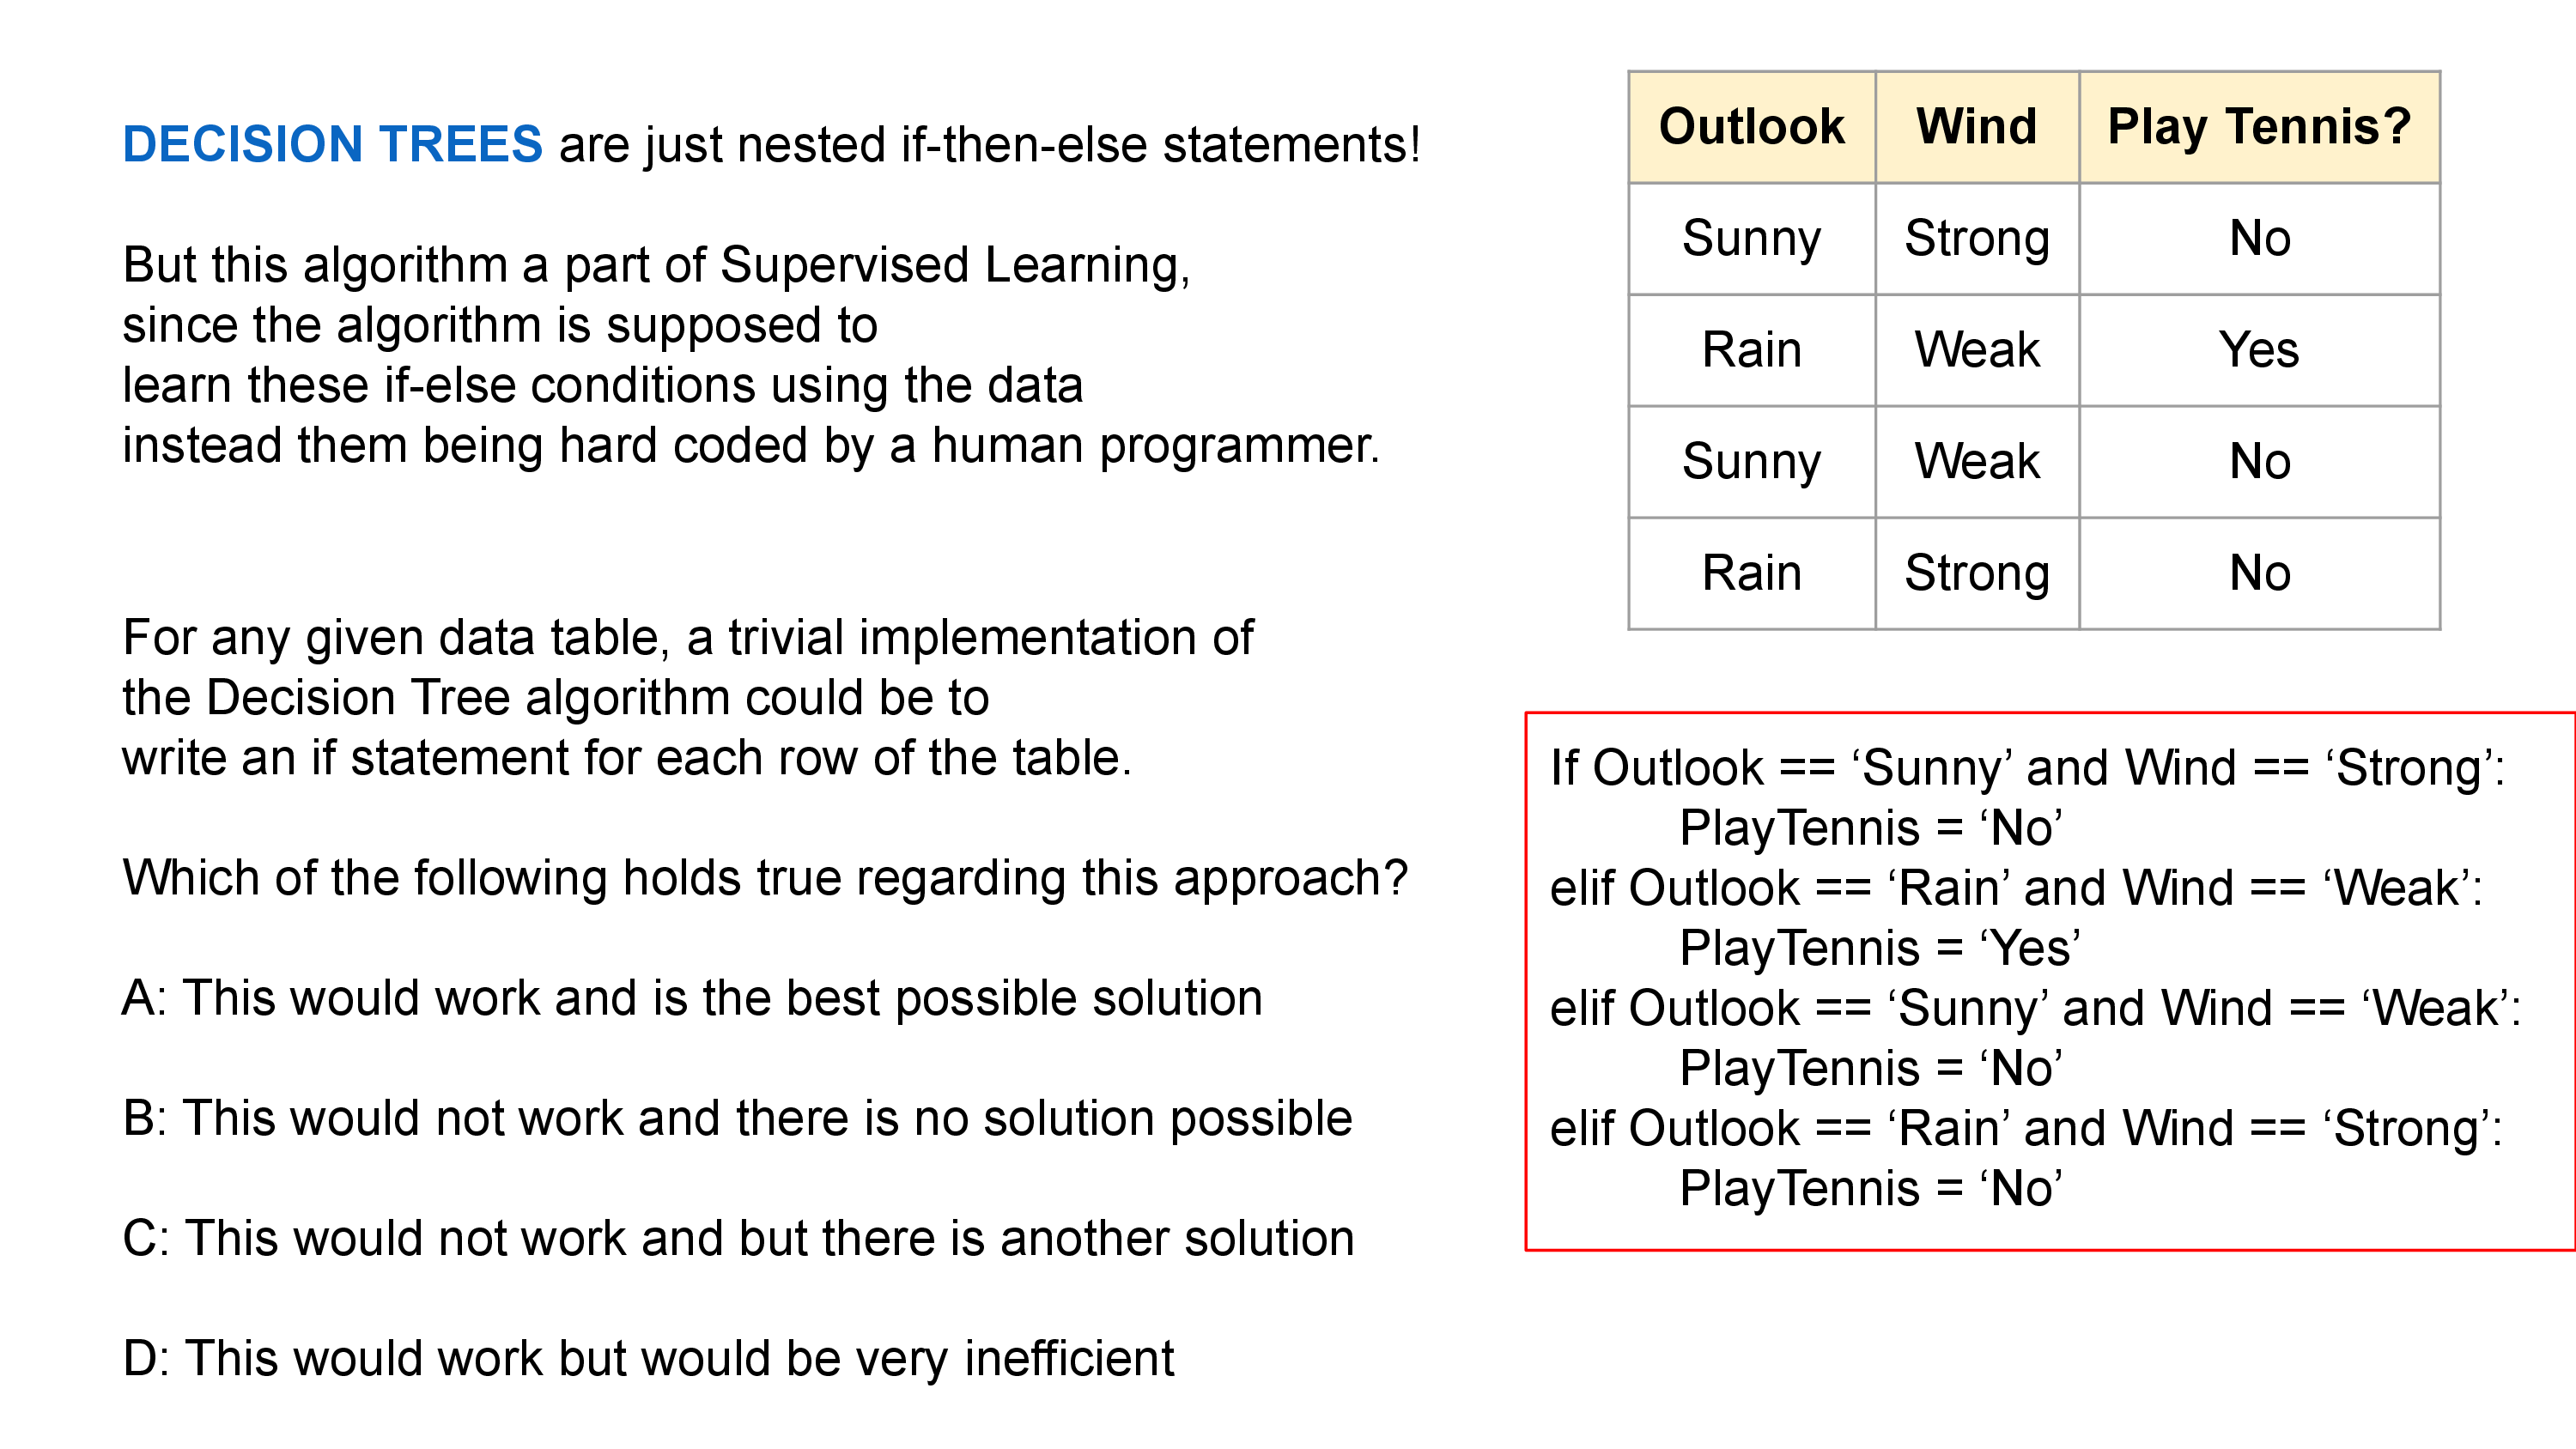 DECISION TREES are just nested if-then-else statements!
But this algorithm a part of Supervised Learning,
since the algorithm is supposed to
learn these if-else conditions using the data
instead them being hard coded by a human programmer.
For any given data table, a trivial implementation of
the Decision Tree algorithm could be to
write an if statement for each row of the table.
Which of the following holds true regarding this approach?
A: This would work and is the best possible solution
B: This would not work and there is no solution possible
C: This would not work and but there is another solution
D: This would work but would be very inefficient
Outlook Wind Play Tennis?
Sunny Strong No
Rain Weak Yes
Sunny Weak No
Rain Strong No
If Outlook == ‘Sunny’ and Wind == ‘Strong’:
PlayTennis = ‘No’
elif Outlook == ‘Rain’ and Wind == ‘Weak’:
PlayTennis = ‘Yes’
elif Outlook == ‘Sunny’ and Wind == ‘Weak’:
PlayTennis = ‘No’
elif Outlook == ‘Rain’ and Wind == ‘Strong’:
PlayTennis = ‘No’